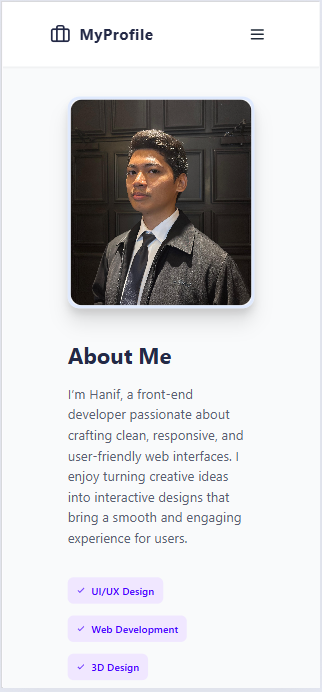 MyProfile
About Me
I'm Hanif, a front-end
developer passionate about
crafting clean, responsive, and
user-friendly web interfaces. I
enjoy turning creative ideas
into interactive designs that
bring a smooth and engaging
experience for users.
UI/UX Design
Web Development
3D Design